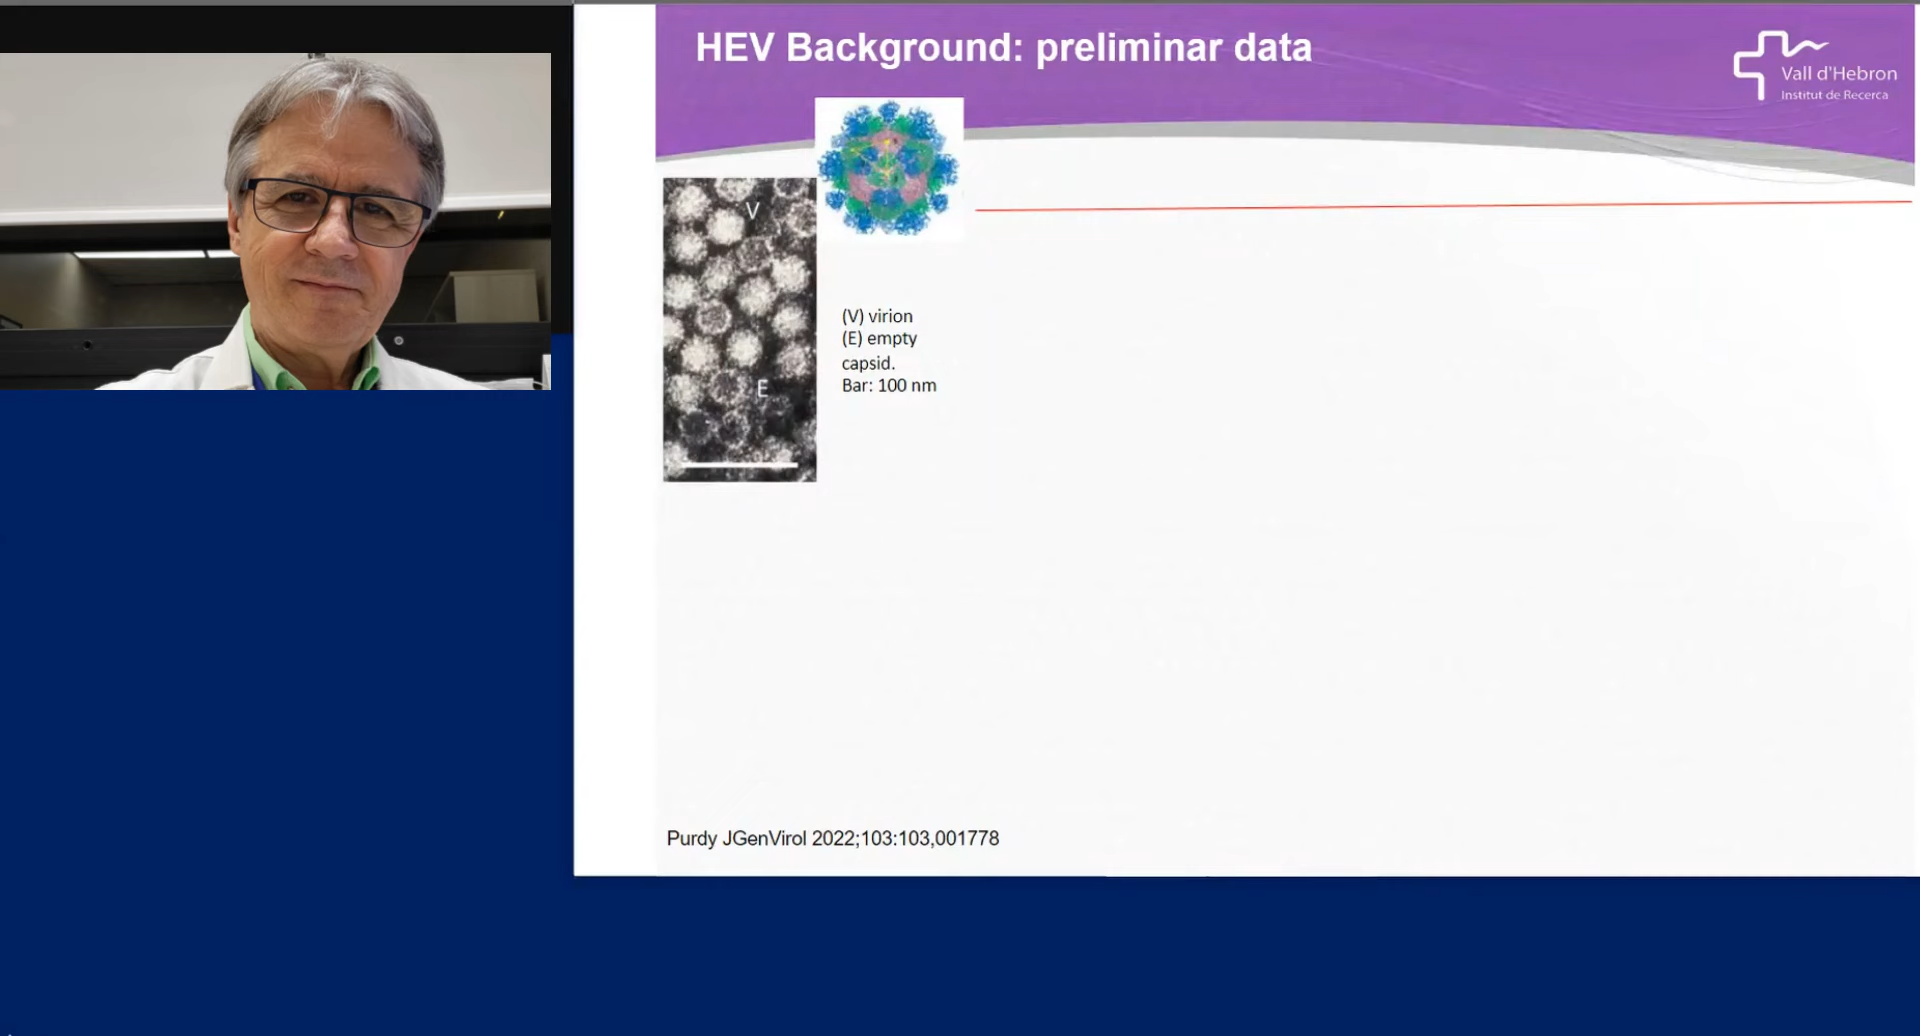 HEV Background: preliminar data
Vall d'Hebron
Institut de Recerca
V
E
(V) virion
(E) empty
capsid.
Bar: 100 nm
Purdy JGenVirol 2022;103:103,001778